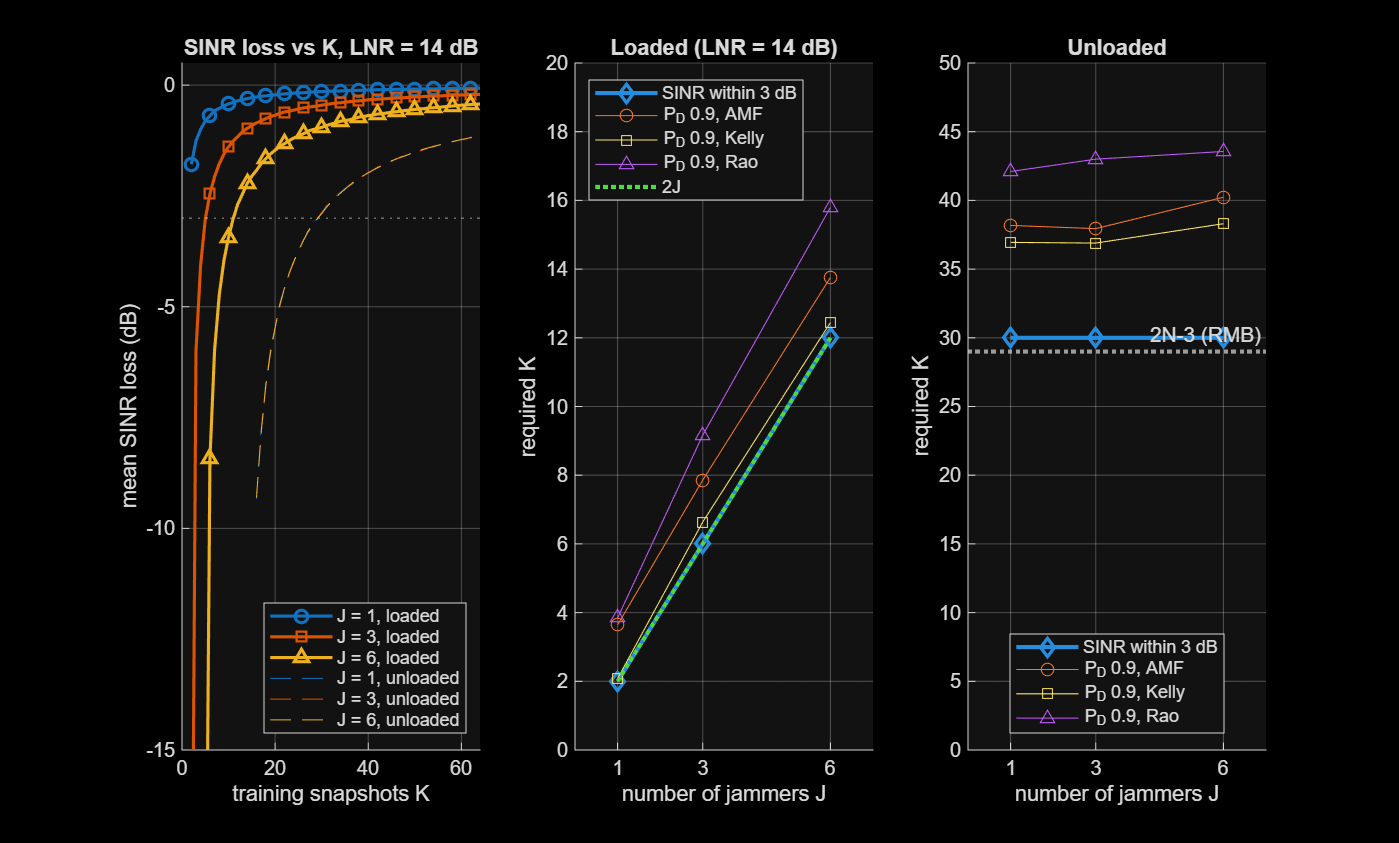 SINR loss vs K, LNR = 14 dB
0
-5
-10
-15
0
20
40
60
mean SINR loss (dB)
training snapshots K
J = 1, loaded
J = 3, loaded
J = 6, loaded
J = 1, unloaded
J = 3, unloaded
J = 6, unloaded
Loaded (LNR = 14 dB)
20
18
16
14
12
10
8
6
4
2
0
1
3
6
required K
number of jammers J
SINR within 3 dB
P_D 0.9, AMF
P_D 0.9, Kelly
P_D 0.9, Rao
2J
Unloaded
50
45
40
35
30
25
20
15
10
5
0
1
3
6
required K
number of jammers J
2N-3 (RMB)
SINR within 3 dB
P_D 0.9, AMF
P_D 0.9, Kelly
P_D 0.9, Rao